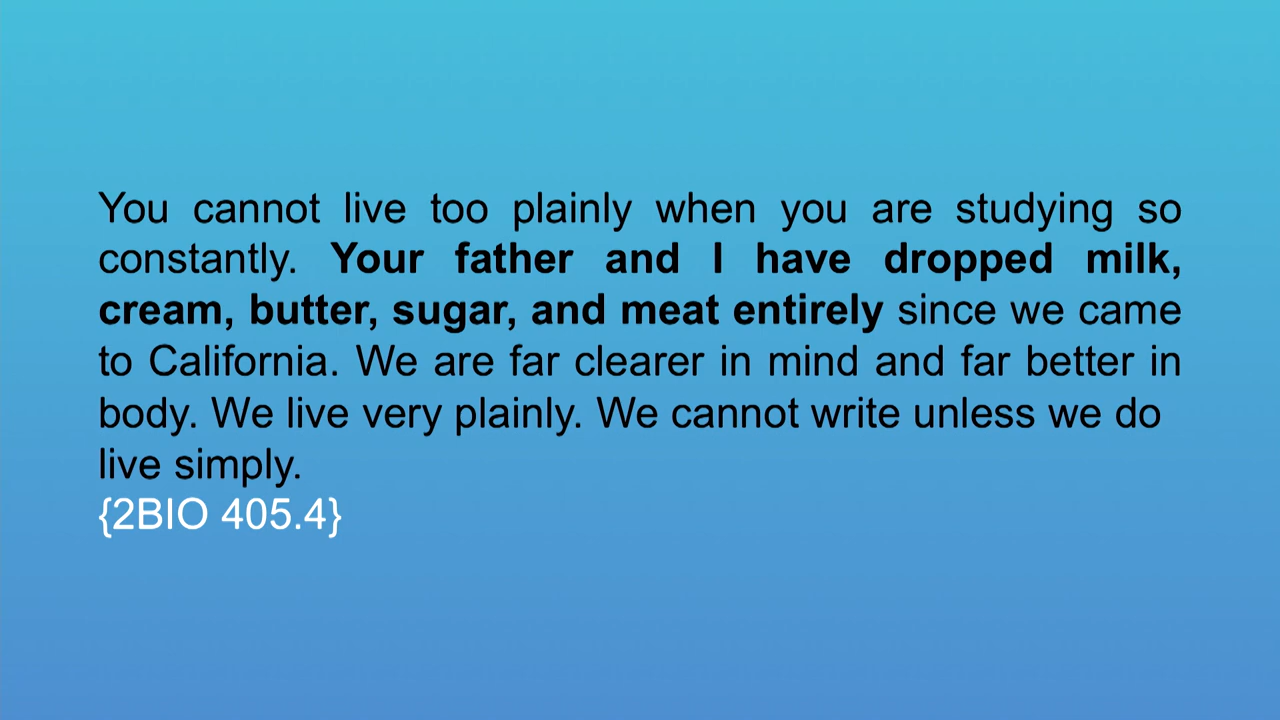 You cannot live too plainly when you are studying so
constantly. Your father and I have dropped milk,
cream, butter, sugar, and meat entirely since we came
to California. We are far clearer in mind and far better in
body. We live very plainly. We cannot write unless we do
live simply.
{2BIO 405.4}